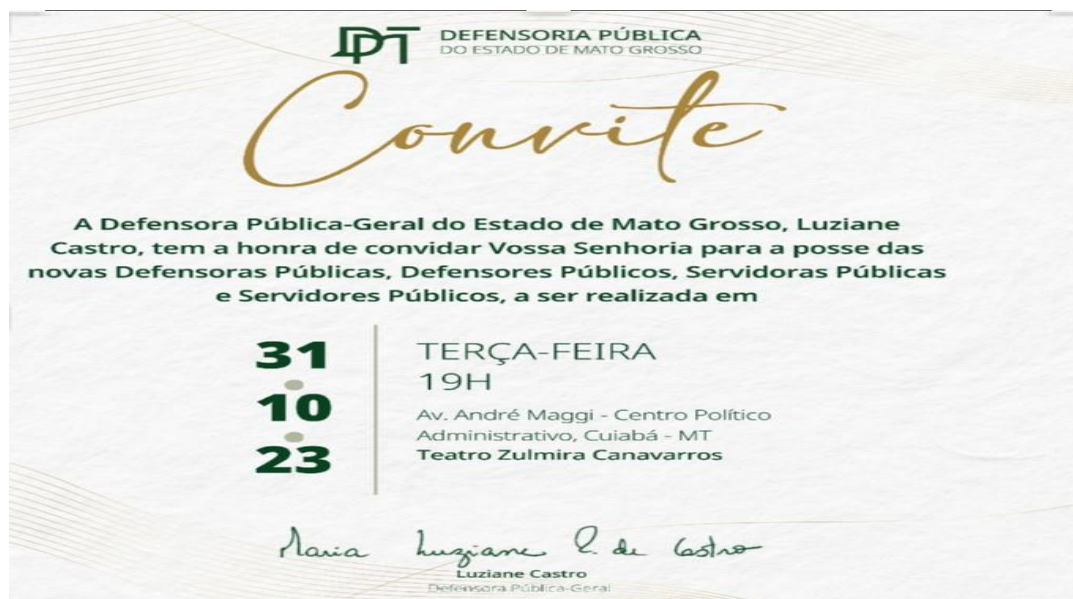 DEFENSORIA PÚBLICA
DO ESTADO DE MATO GROSSO
Convite
A Defensora Pública-Geral do Estado de Mato Grosso, Luziane
Castro, tem a honra de convidar Vossa Senhoria para a posse das
novas Defensoras Públicas, Defensores Públicos, Servidoras Públicas
e Servidores Públicos, a ser realizada em
31
10
23
TERÇA-FEIRA
19H
Av. André Maggi - Centro Político
Administrativo, Cuiabá - MT
Teatro Zulmira Canavarros
Maria Luziane R. de Castro
Luziane Castro
Defensora Pública-Geral